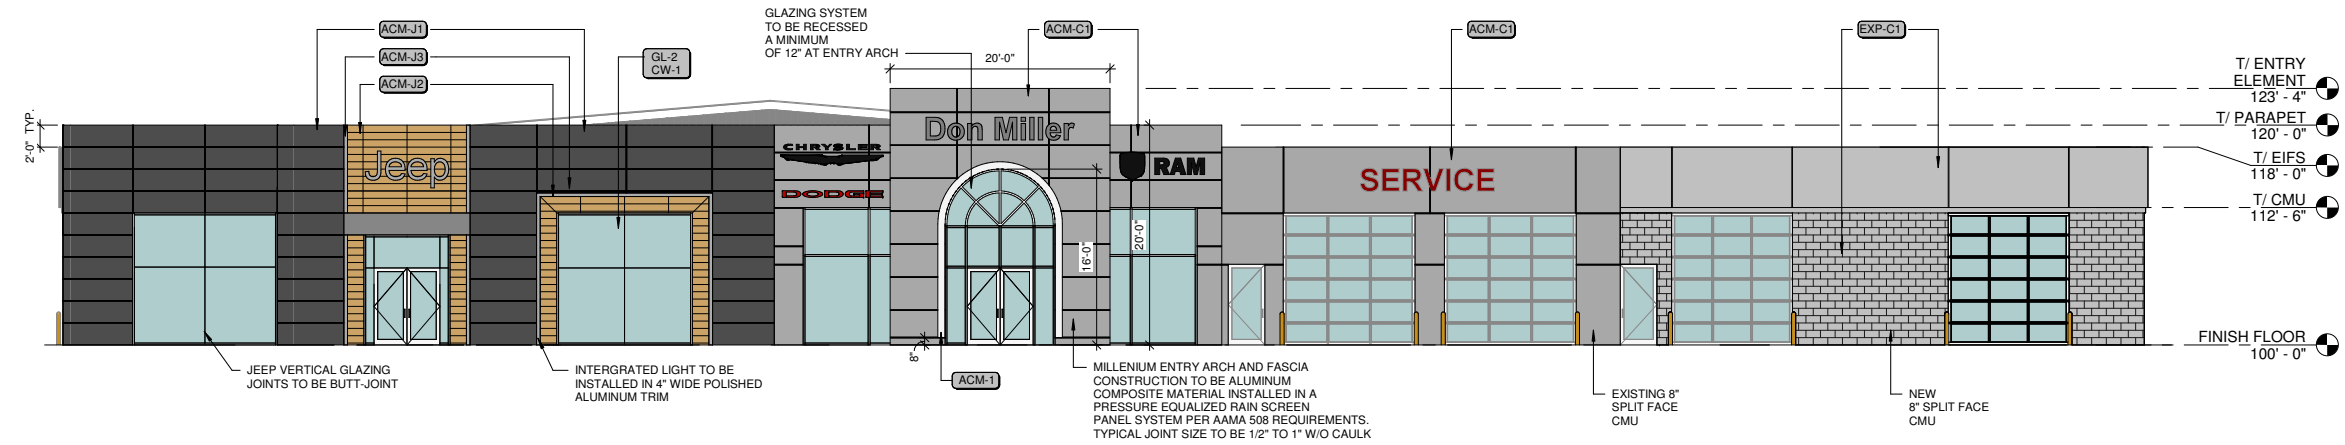 ACM-J1
ACM-J3
ACM-J2
GL-2
CW-1
GLAZING SYSTEM
TO BE RECESSED
A MINIMUM
OF 12" AT ENTRY ARCH
20'-0"
ACM-C1
ACM-C1
EXP-C1
T/ ENTRY
ELEMENT
123' - 4"
T/ PARAPET
120' - 0"
T/ EIFS
118' - 0"
T/ CMU
112' - 6"
FINISH FLOOR
100' - 0"
2'-0" TYP.
Jeep
CHRYSLER
DODGE
Don Miller
RAM
SERVICE
16'-0"
20'-0"
8"
ACM-1
JEEP VERTICAL GLAZING
JOINTS TO BE BUTT-JOINT
INTERGRATED LIGHT TO BE
INSTALLED IN 4" WIDE POLISHED
ALUMINUM TRIM
MILLENIUM ENTRY ARCH AND FASCIA
CONSTRUCTION TO BE ALUMINUM
COMPOSITE MATERIAL INSTALLED IN A
PRESSURE EQUALIZED RAIN SCREEN
PANEL SYSTEM PER AAMA 508 REQUIREMENTS.
TYPICAL JOINT SIZE TO BE 1/2" TO 1" W/O CAULK
EXISTING 8"
SPLIT FACE
CMU
NEW
8" SPLIT FACE
CMU